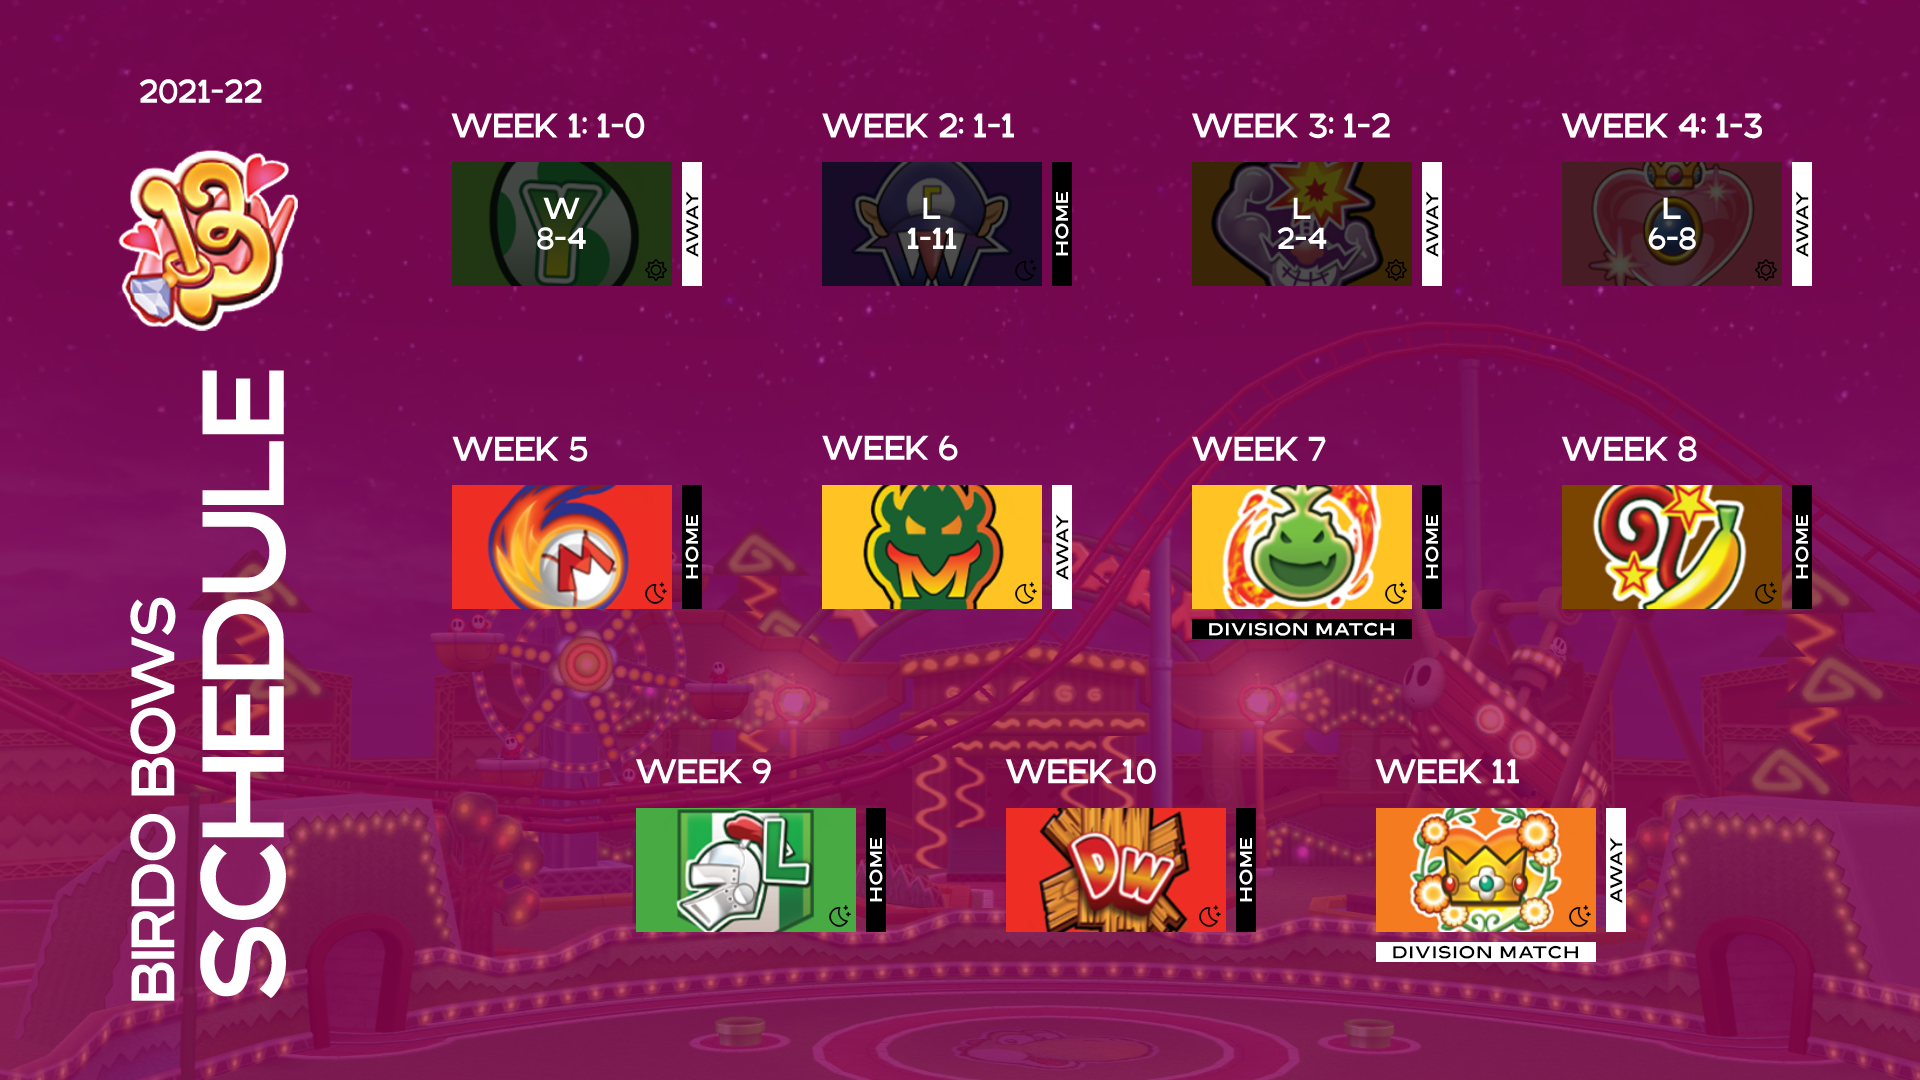 2021-22
BIRDO BOWS
SCHEDULE
WEEK 1: 1-0
Y
W
8-4
AWAY
WEEK 2: 1-1
L
1-11
HOME
WEEK 3: 1-2
L
2-4
AWAY
WEEK 4: 1-3
L
6-8
AWAY
WEEK 5
M
HOME
WEEK 6
M
AWAY
WEEK 7
HOME
DIVISION MATCH
WEEK 8
HOME
WEEK 9
L
HOME
WEEK 10
DW
HOME
WEEK 11
AWAY
DIVISION MATCH